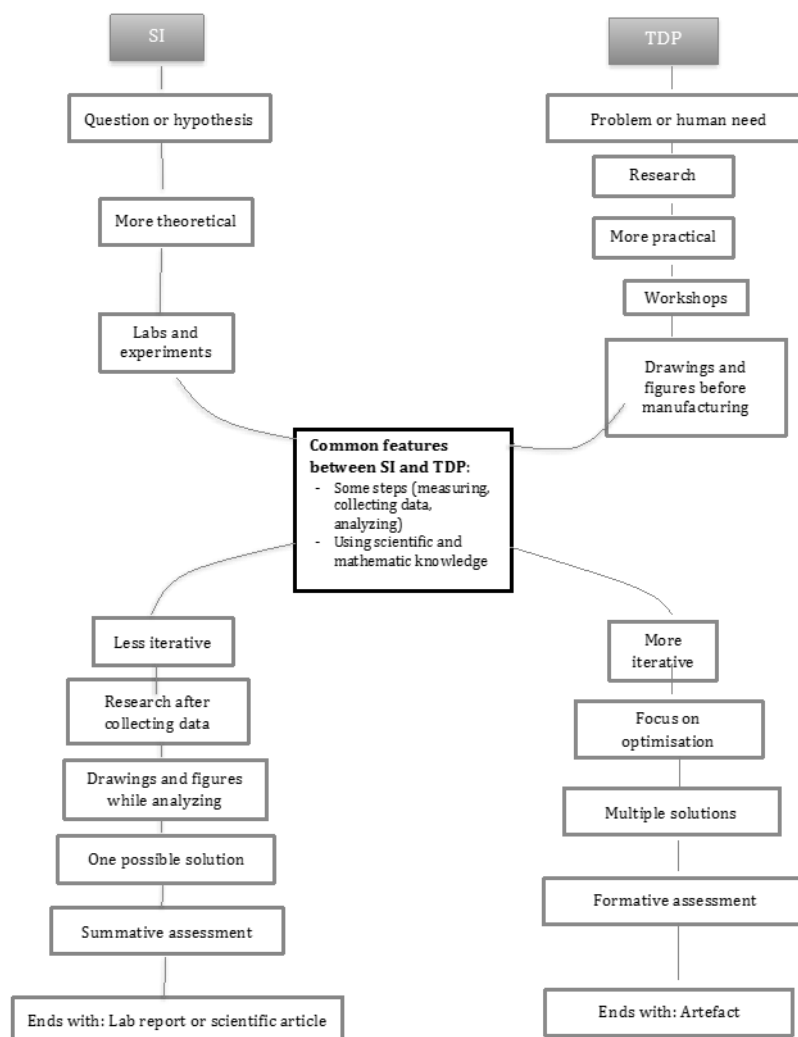 SI
TDP
Question or hypothesis
Problem or human need
Research
More theoretical
More practical
Workshops
Labs and
experiments
Drawings and
figures before
manufacturing
Common features
between SI and TDP:
- Some steps (measuring,
collecting data,
analyzing)
- Using scientific and
mathematic knowledge
Less iterative
Research after
collecting data
Drawings and figures
while analyzing
One possible solution
Summative assessment
Ends with: Lab report or scientific article
More
iterative
Focus on
optimisation
Multiple solutions
Formative assessment
Ends with: Artefact